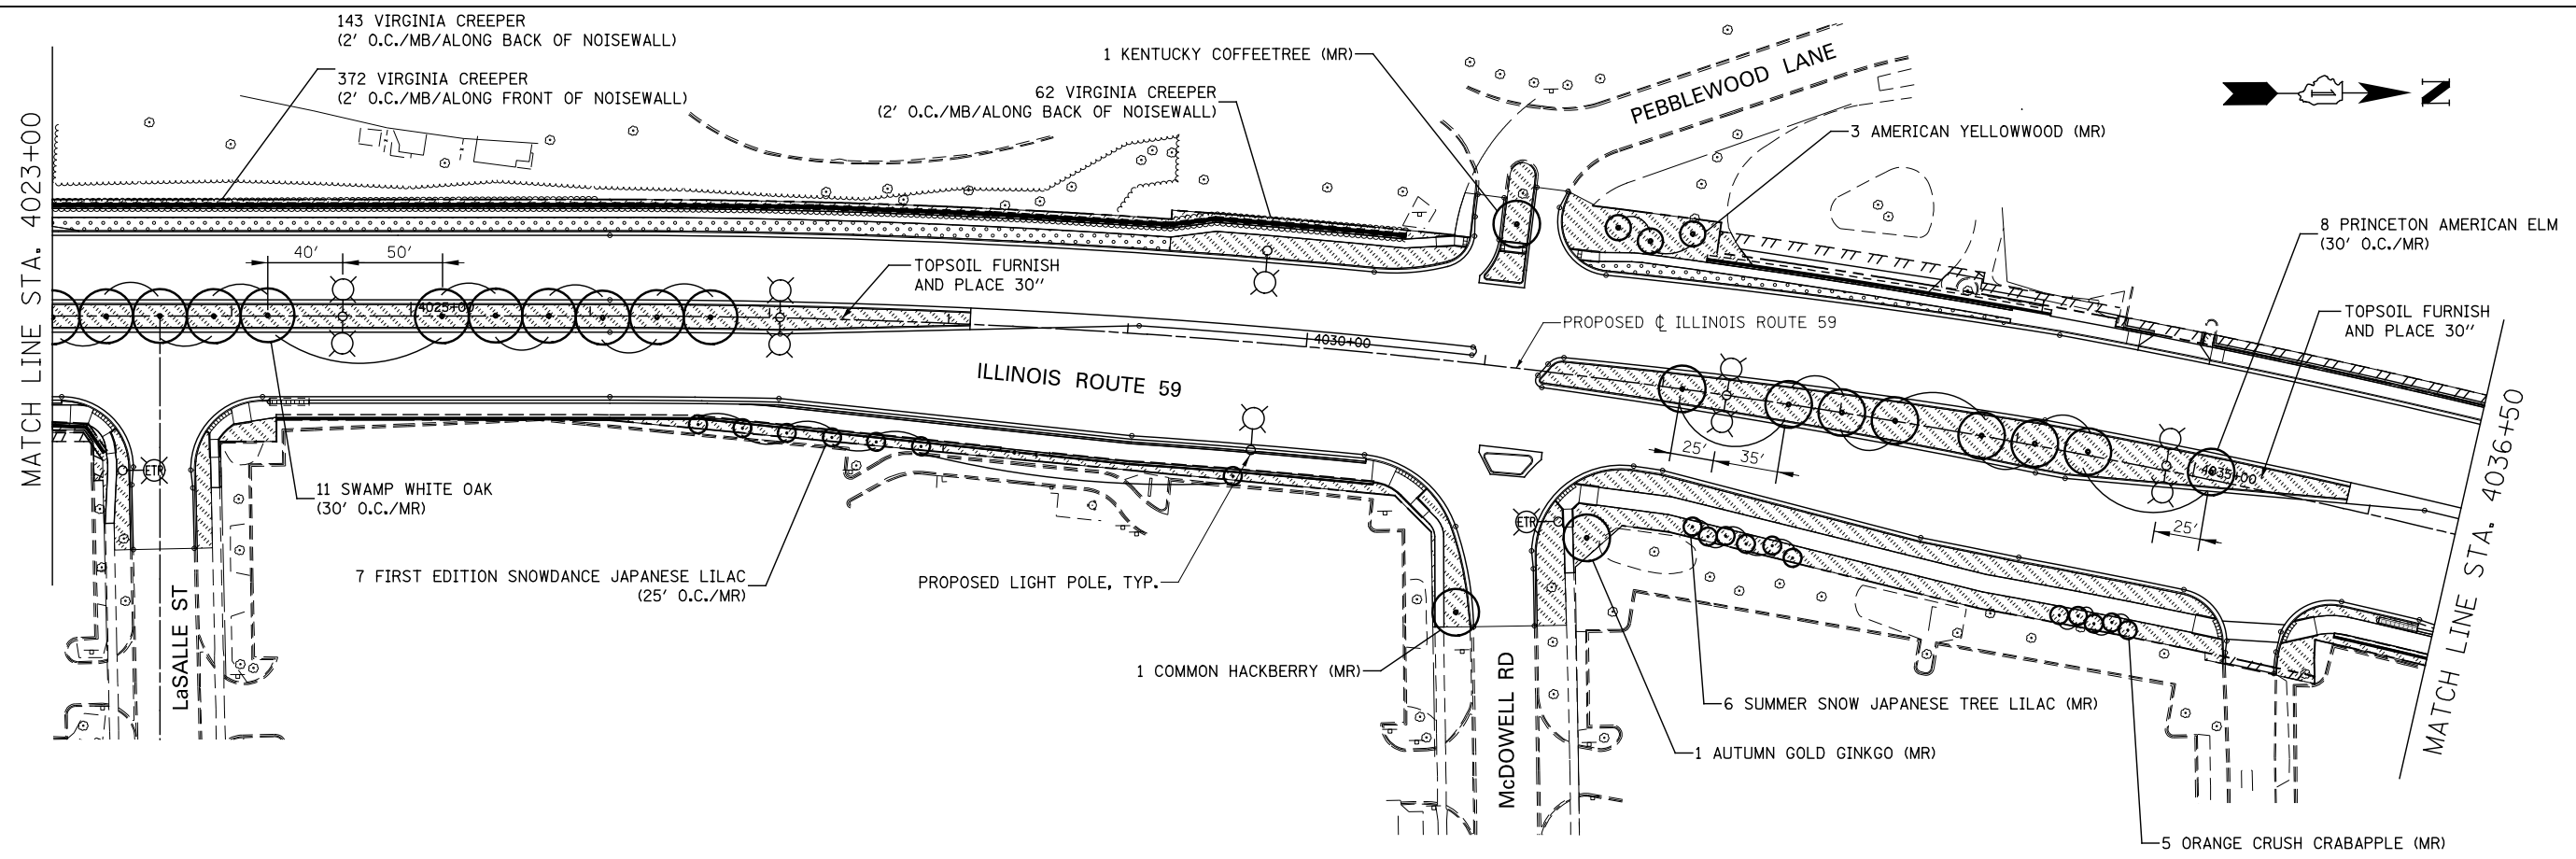 143 VIRGINIA CREEPER
(2' O.C./MB/ALONG BACK OF NOISEWALL)
372 VIRGINIA CREEPER
(2' O.C./MB/ALONG FRONT OF NOISEWALL)
1 KENTUCKY COFFEETREE (MR)
62 VIRGINIA CREEPER
(2' O.C./MB/ALONG BACK OF NOISEWALL)
PEBBLEWOOD LANE
3 AMERICAN YELLOWWOOD (MR)
N
8 PRINCETON AMERICAN ELM
(30' O.C./MR)
MATCH LINE STA. 4023+00
40'
50'
4025+00
TOPSOIL FURNISH
AND PLACE 30"
PROPOSED ℄ ILLINOIS ROUTE 59
4030+00
TOPSOIL FURNISH
AND PLACE 30"
ILLINOIS ROUTE 59
25'
35'
4035+00
25'
MATCH LINE STA. 4036+50
ETR
11 SWAMP WHITE OAK
(30' O.C./MR)
ETR
7 FIRST EDITION SNOWDANCE JAPANESE LILAC
(25' O.C./MR)
PROPOSED LIGHT POLE, TYP.
LaSALLE ST
1 COMMON HACKBERRY (MR)
McDOWELL RD
6 SUMMER SNOW JAPANESE TREE LILAC (MR)
1 AUTUMN GOLD GINKGO (MR)
5 ORANGE CRUSH CRABAPPLE (MR)